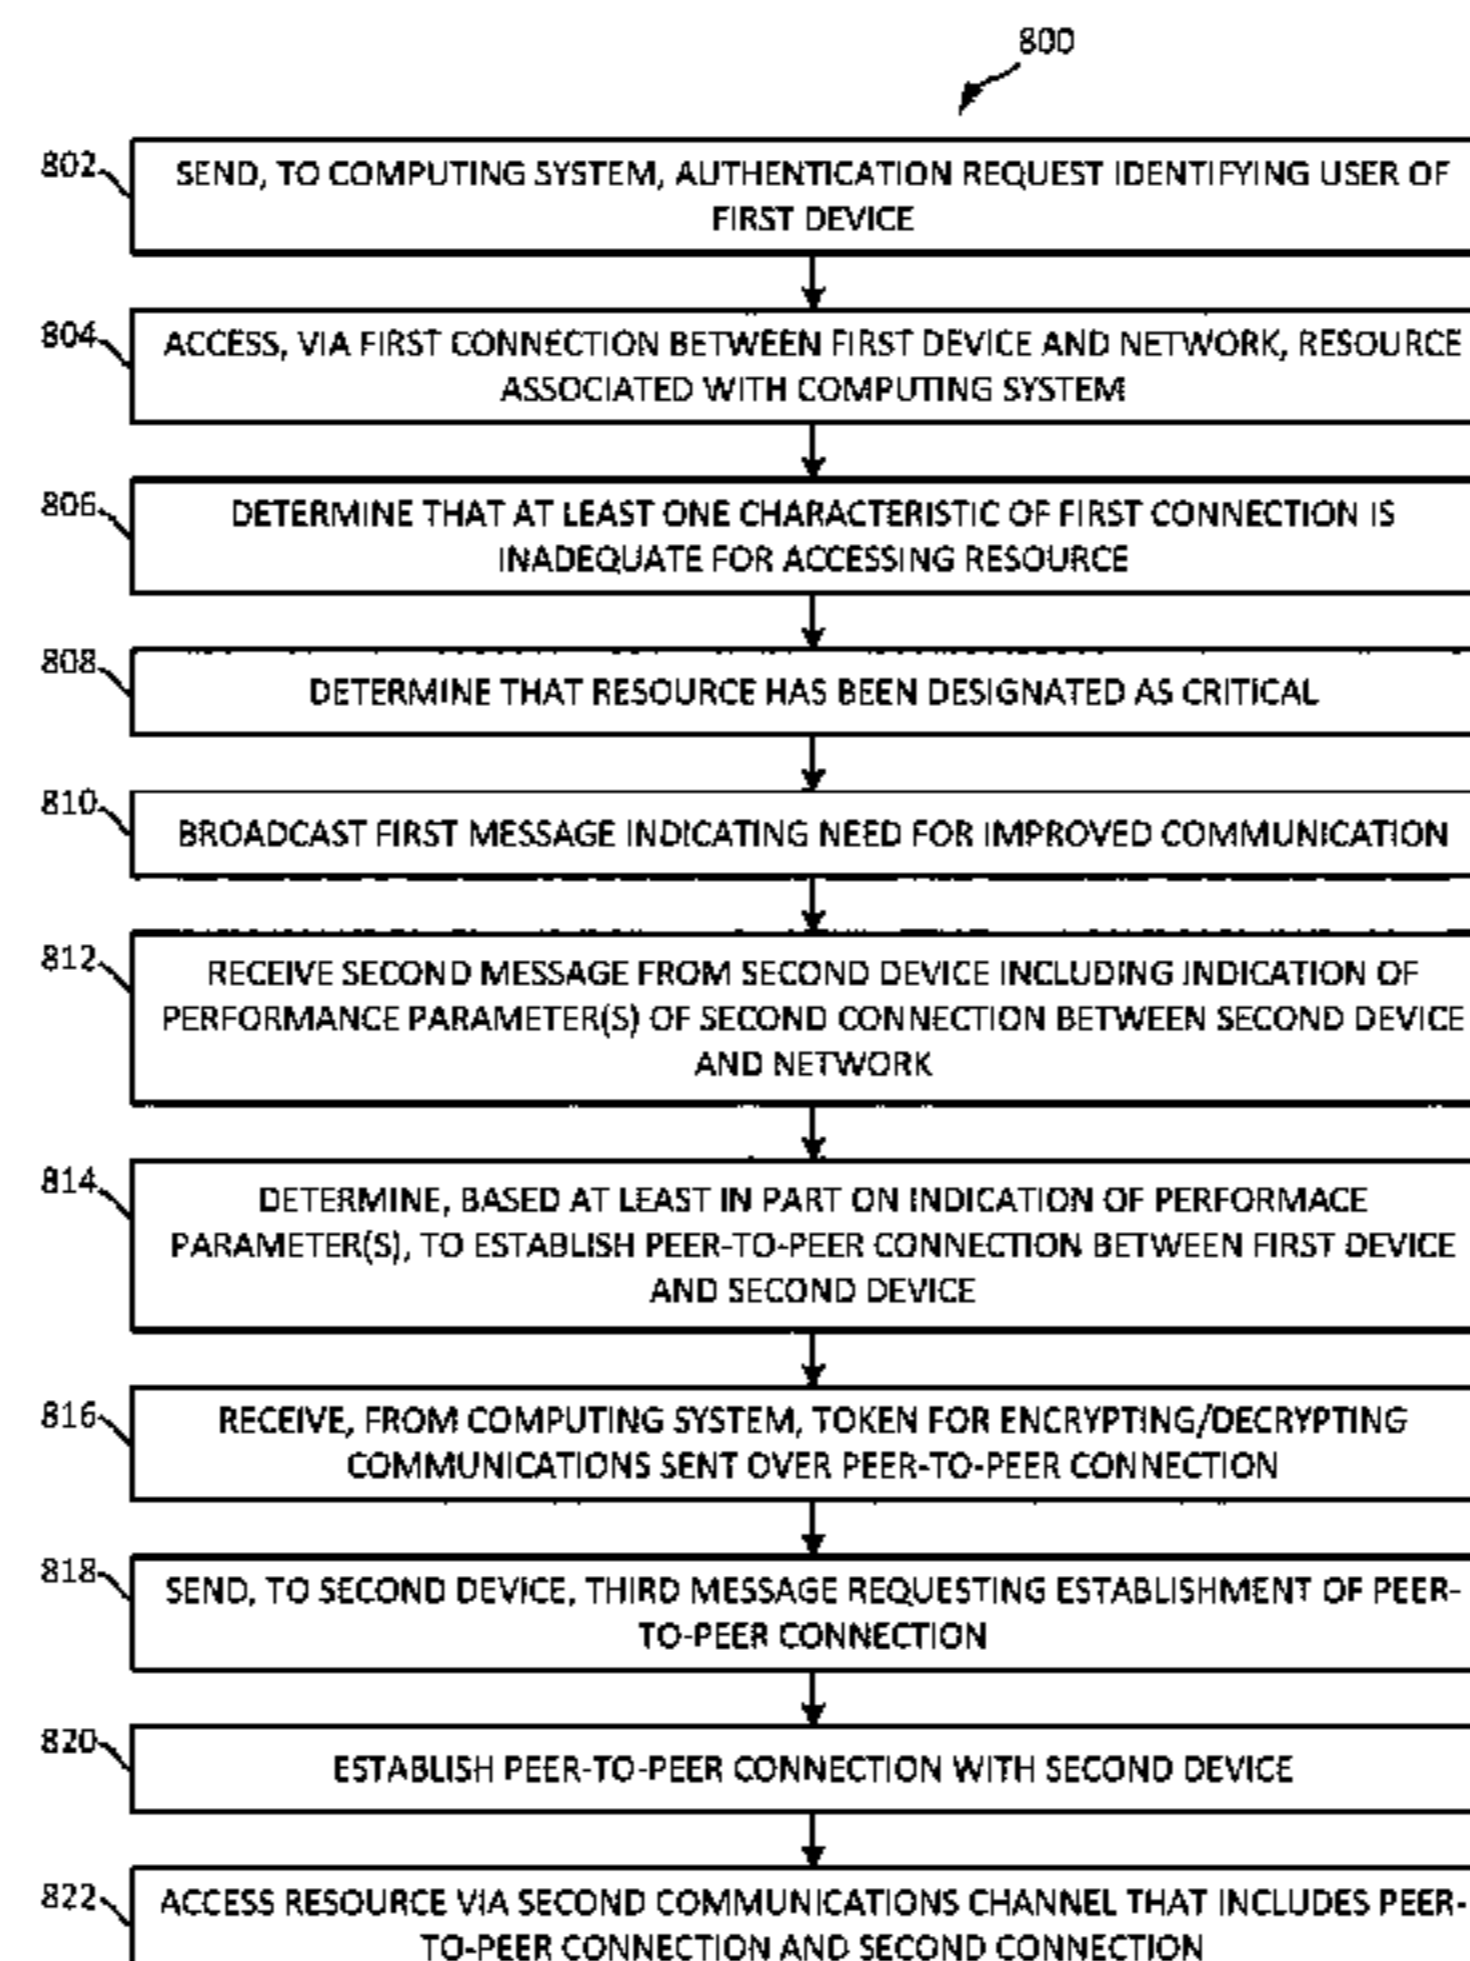 800
802
SEND, TO COMPUTING SYSTEM, AUTHENTICATION REQUEST IDENTIFYING USER OF
FIRST DEVICE
804
ACCESS, VIA FIRST CONNECTION BETWEEN FIRST DEVICE AND NETWORK, RESOURCE
ASSOCIATED WITH COMPUTING SYSTEM
806
DETERMINE THAT AT LEAST ONE CHARACTERISTIC OF FIRST CONNECTION IS
INADEQUATE FOR ACCESSING RESOURCE
808
DETERMINE THAT RESOURCE HAS BEEN DESIGNATED AS CRITICAL
810
BROADCAST FIRST MESSAGE INDICATING NEED FOR IMPROVED COMMUNICATION
812
RECEIVE SECOND MESSAGE FROM SECOND DEVICE INCLUDING INDICATION OF
PERFORMANCE PARAMETER(S) OF SECOND CONNECTION BETWEEN SECOND DEVICE
AND NETWORK
814
DETERMINE, BASED AT LEAST IN PART ON INDICATION OF PERFORMACE
PARAMETER(S), TO ESTABLISH PEER-TO-PEER CONNECTION BETWEEN FIRST DEVICE
AND SECOND DEVICE
816
RECEIVE, FROM COMPUTING SYSTEM, TOKEN FOR ENCRYPTING/DECRYPTING
COMMUNICATIONS SENT OVER PEER-TO-PEER CONNECTION
818
SEND, TO SECOND DEVICE, THIRD MESSAGE REQUESTING ESTABLISHMENT OF PEER-
TO-PEER CONNECTION
820
ESTABLISH PEER-TO-PEER CONNECTION WITH SECOND DEVICE
822
ACCESS RESOURCE VIA SECOND COMMUNICATIONS CHANNEL THAT INCLUDES PEER-
TO-PEER CONNECTION AND SECOND CONNECTION